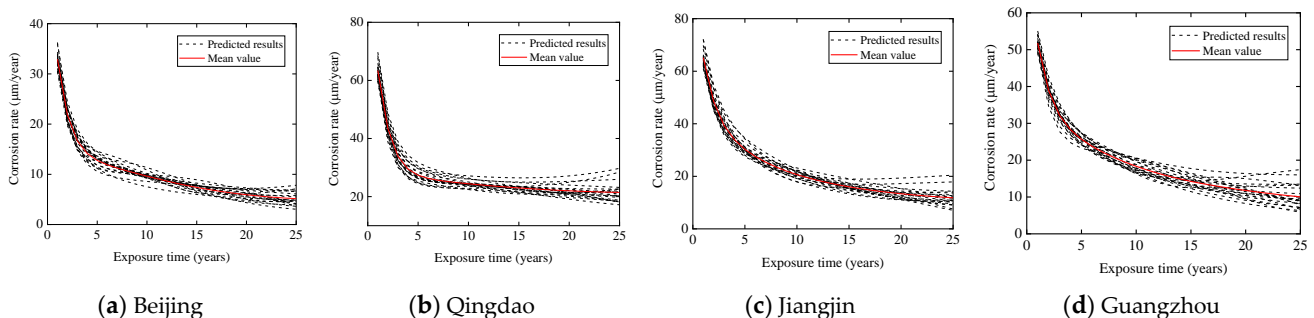 40
30
20
10
0
0 5 10 15 20 25
Corrosion rate (μm/year)
Exposure time (years)
Predicted results
Mean value
(a) Beijing
80
60
40
20
0 5 10 15 20 25
Corrosion rate (μm/year)
Exposure time (years)
Predicted results
Mean value
(b) Qingdao
80
60
40
20
0
0 5 10 15 20 25
Corrosion rate (μm/year)
Exposure time (years)
Predicted results
Mean value
(c) Jiangjin
60
50
40
30
20
10
0
0 5 10 15 20 25
Corrosion rate (μm/year)
Exposure time (years)
Predicted results
Mean value
(d) Guangzhou